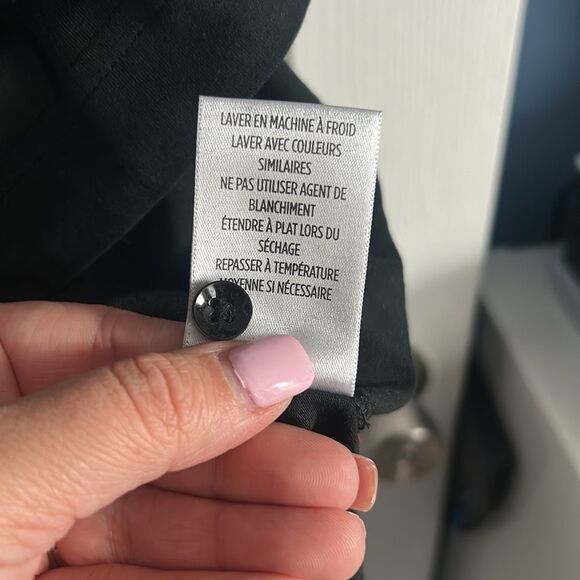 LAVER EN MACHINE À FROID
LAVER AVEC COULEURS
SIMILAIRES
NE PAS UTILISER AGENT DE
BLANCHIMENT
ÉTENDRE À PLAT LORS DU
SÉCHAGE
REPASSER À TEMPÉRATURE
MOYENNE SI NÉCESSAIRE